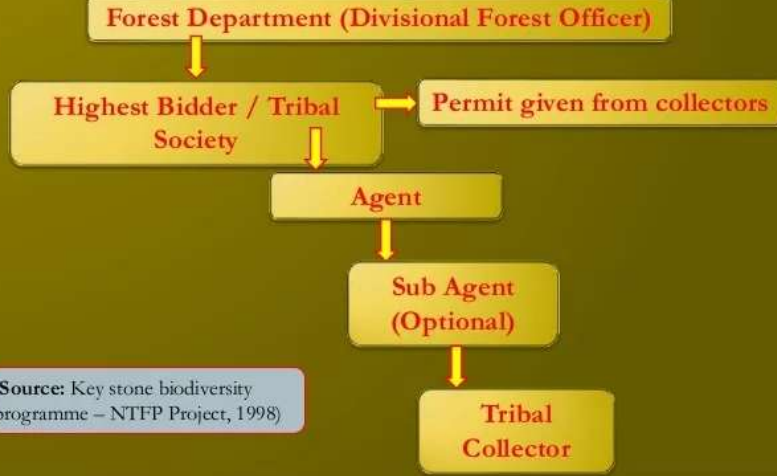 Forest Department (Divisional Forest Officer)
Highest Bidder / Tribal
Society
Permit given from collectors
Agent
Sub Agent
(Optional)
Source: Key stone biodiversity
programme – NTFP Project, 1998)
Tribal
Collector